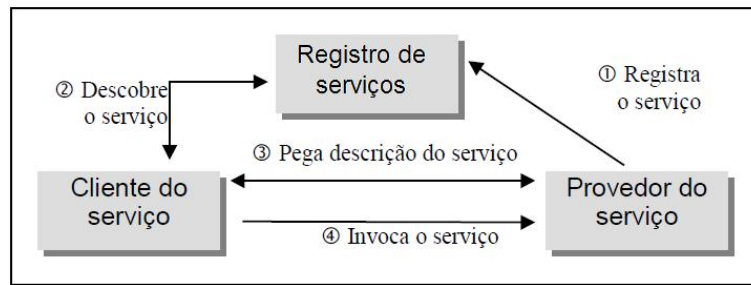 Registro de
serviços
① Registra
o serviço
② Descobre
o serviço
③ Pega descrição do serviço
Cliente do
serviço
Provedor do
serviço
④ Invoca o serviço